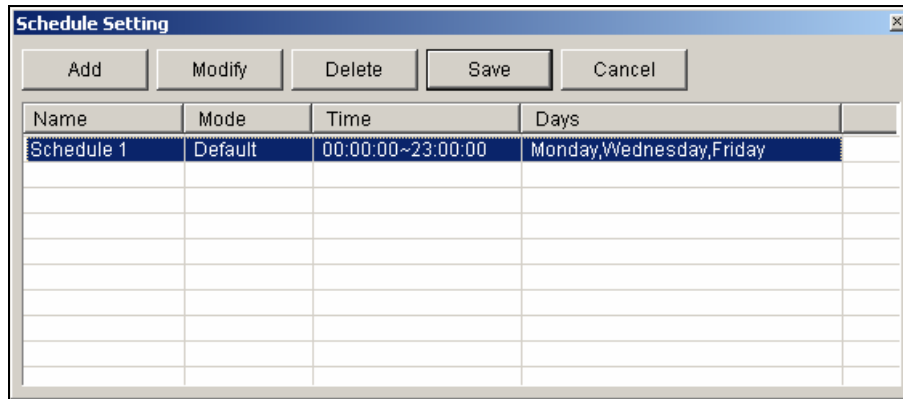 Schedule Setting
Add Modify Delete Save Cancel
Name Mode Time Days
Schedule 1 Default 00:00:00~23:00:00 Monday,Wednesday,Friday